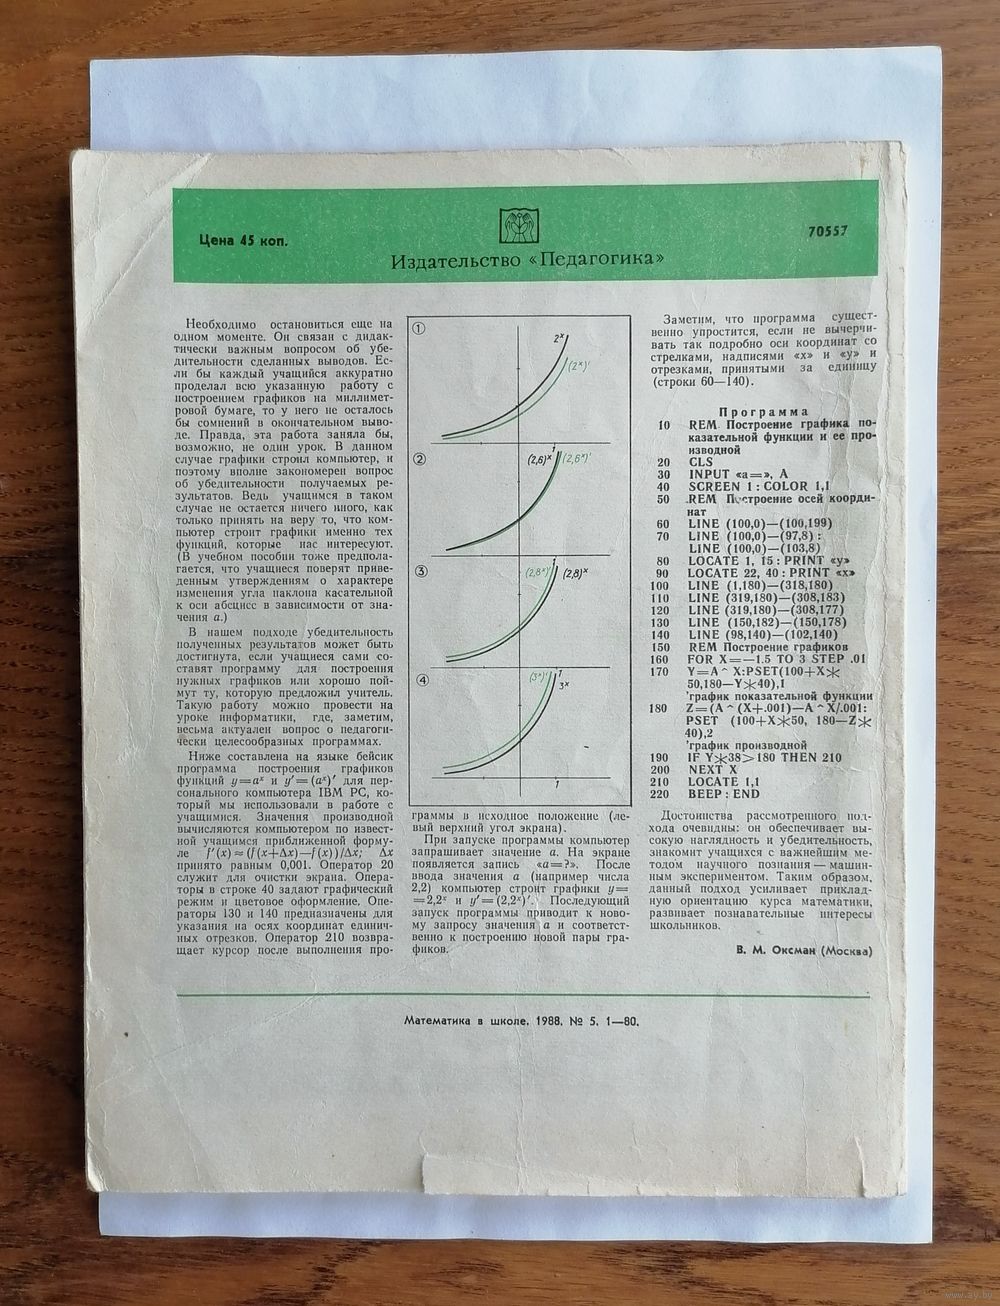 Цена 45 коп.
70557
Издательство «Педагогика»
Необходимо остановиться еще на
одном моменте. Он связан с дидак-
тически важным вопросом об убе-
дительности сделанных выводов. Ес-
ли бы каждый учащийся аккуратно
проделал всю указанную работу с
построением графиков на миллимет-
ровой бумаге, то у него не осталось
бы сомнений в окончательном выво-
де. Правда, эта работа заняла бы,
возможно, не один урок. В данном
случае графики строил компьютер, и
поэтому вполне закономерен вопрос
об убедительности получаемых ре-
зультатов. Ведь учащимся в таком
случае не остается ничего иного, как
только принять на веру то, что ком-
пьютер строит графики именно тех
функций, которые нас интересуют.
(В учебном пособии тоже предпола-
гается, что учащиеся поверят приве-
денным утверждениям о характере
изменения угла наклона касательной
к оси абсцисс в зависимости от зна-
чения a.)
В нашем подходе убедительность
полученных результатов может быть
достигнута, если учащиеся сами со-
ставят программу для построения
нужных графиков или хорошо пой-
мут ту, которую предложил учитель.
Такую работу можно провести на
уроке информатики, где, заметим,
весьма актуален вопрос о педагоги-
чески целесообразных программах.
Ниже составлена на языке бейсик
программа построения графиков
функций y=aˣ и y′=(aˣ)′ для пер-
сонального компьютера IBM PC, ко-
торый мы использовали в работе с
учащимися. Значения производной
вычисляются компьютером по извест-
ной учащимся приближенной форму-
ле f′(x)≈(f(x+Δx)—f(x))/Δx; Δx
принято равным 0,001. Оператор 20
служит для очистки экрана. Опера-
торы в строке 40 задают графический
режим и цветовое оформление. Опе-
раторы 130 и 140 предназначены для
указания на осях координат единич-
ных отрезков. Оператор 210 возвра-
щает курсор после выполнения про-
①
2ˣ
(2ˣ)′
②
1
(2,6)ˣ
(2,6ˣ)′
③
(2,8ˣ)′
1
(2,8)ˣ
④
(3ˣ)′
1
3ˣ
1
граммы в исходное положение (ле-
вый верхний угол экрана).
При запуске программы компьютер
запрашивает значение a. На экране
появляется запись «a=?». После
ввода значения a (например числа
2,2) компьютер строит графики y=
=2,2ˣ и y′=(2,2ˣ)′. Последующий
запуск программы приводит к ново-
му запросу значения a и соответст-
венно к построению новой пары гра-
фиков.
Заметим, что программа сущест-
венно упростится, если не вычерчи-
вать так подробно оси координат со
стрелками, надписями «x» и «y» и
отрезками, принятыми за единицу
(строки 60—140).
Программа
10 REM Построение графика по-
казательной функции и ее про-
изводной
20 CLS
30 INPUT «a=», A
40 SCREEN 1 : COLOR 1,1
50 REM Построение осей коорди-
нат
60 LINE (100,0)—(100,199)
70 LINE (100,0)—(97,8) :
LINE (100,0)—(103,8)
80 LOCATE 1, 15 : PRINT «y»
90 LOCATE 22, 40 : PRINT «x»
100 LINE (1,180)—(318,180)
110 LINE (319,180)—(308,183)
120 LINE (319,180)—(308,177)
130 LINE (150,182)—(150,178)
140 LINE (98,140)—(102,140)
150 REM Построение графиков
160 FOR X=—1.5 TO 3 STEP .01
170 Y=A^X:PSET(100+X*
50,180—Y*40),1
'график показательной функции
180 Z=(A^(X+.001)—A^X/.001:
PSET (100+X*50, 180—Z*
40),2
'график производной
190 IF Y*38>180 THEN 210
200 NEXT X
210 LOCATE 1,1
220 BEEP : END
Достоинства рассмотренного под-
хода очевидны: он обеспечивает вы-
сокую наглядность и убедительность,
знакомит учащихся с важнейшим ме-
тодом научного познания — машин-
ным экспериментом. Таким образом,
данный подход усиливает приклад-
ную ориентацию курса математики,
развивает познавательные интересы
школьников.
В. М. Оксман (Москва)
Математика в школе, 1988, № 5, 1—80.
www.ay.by